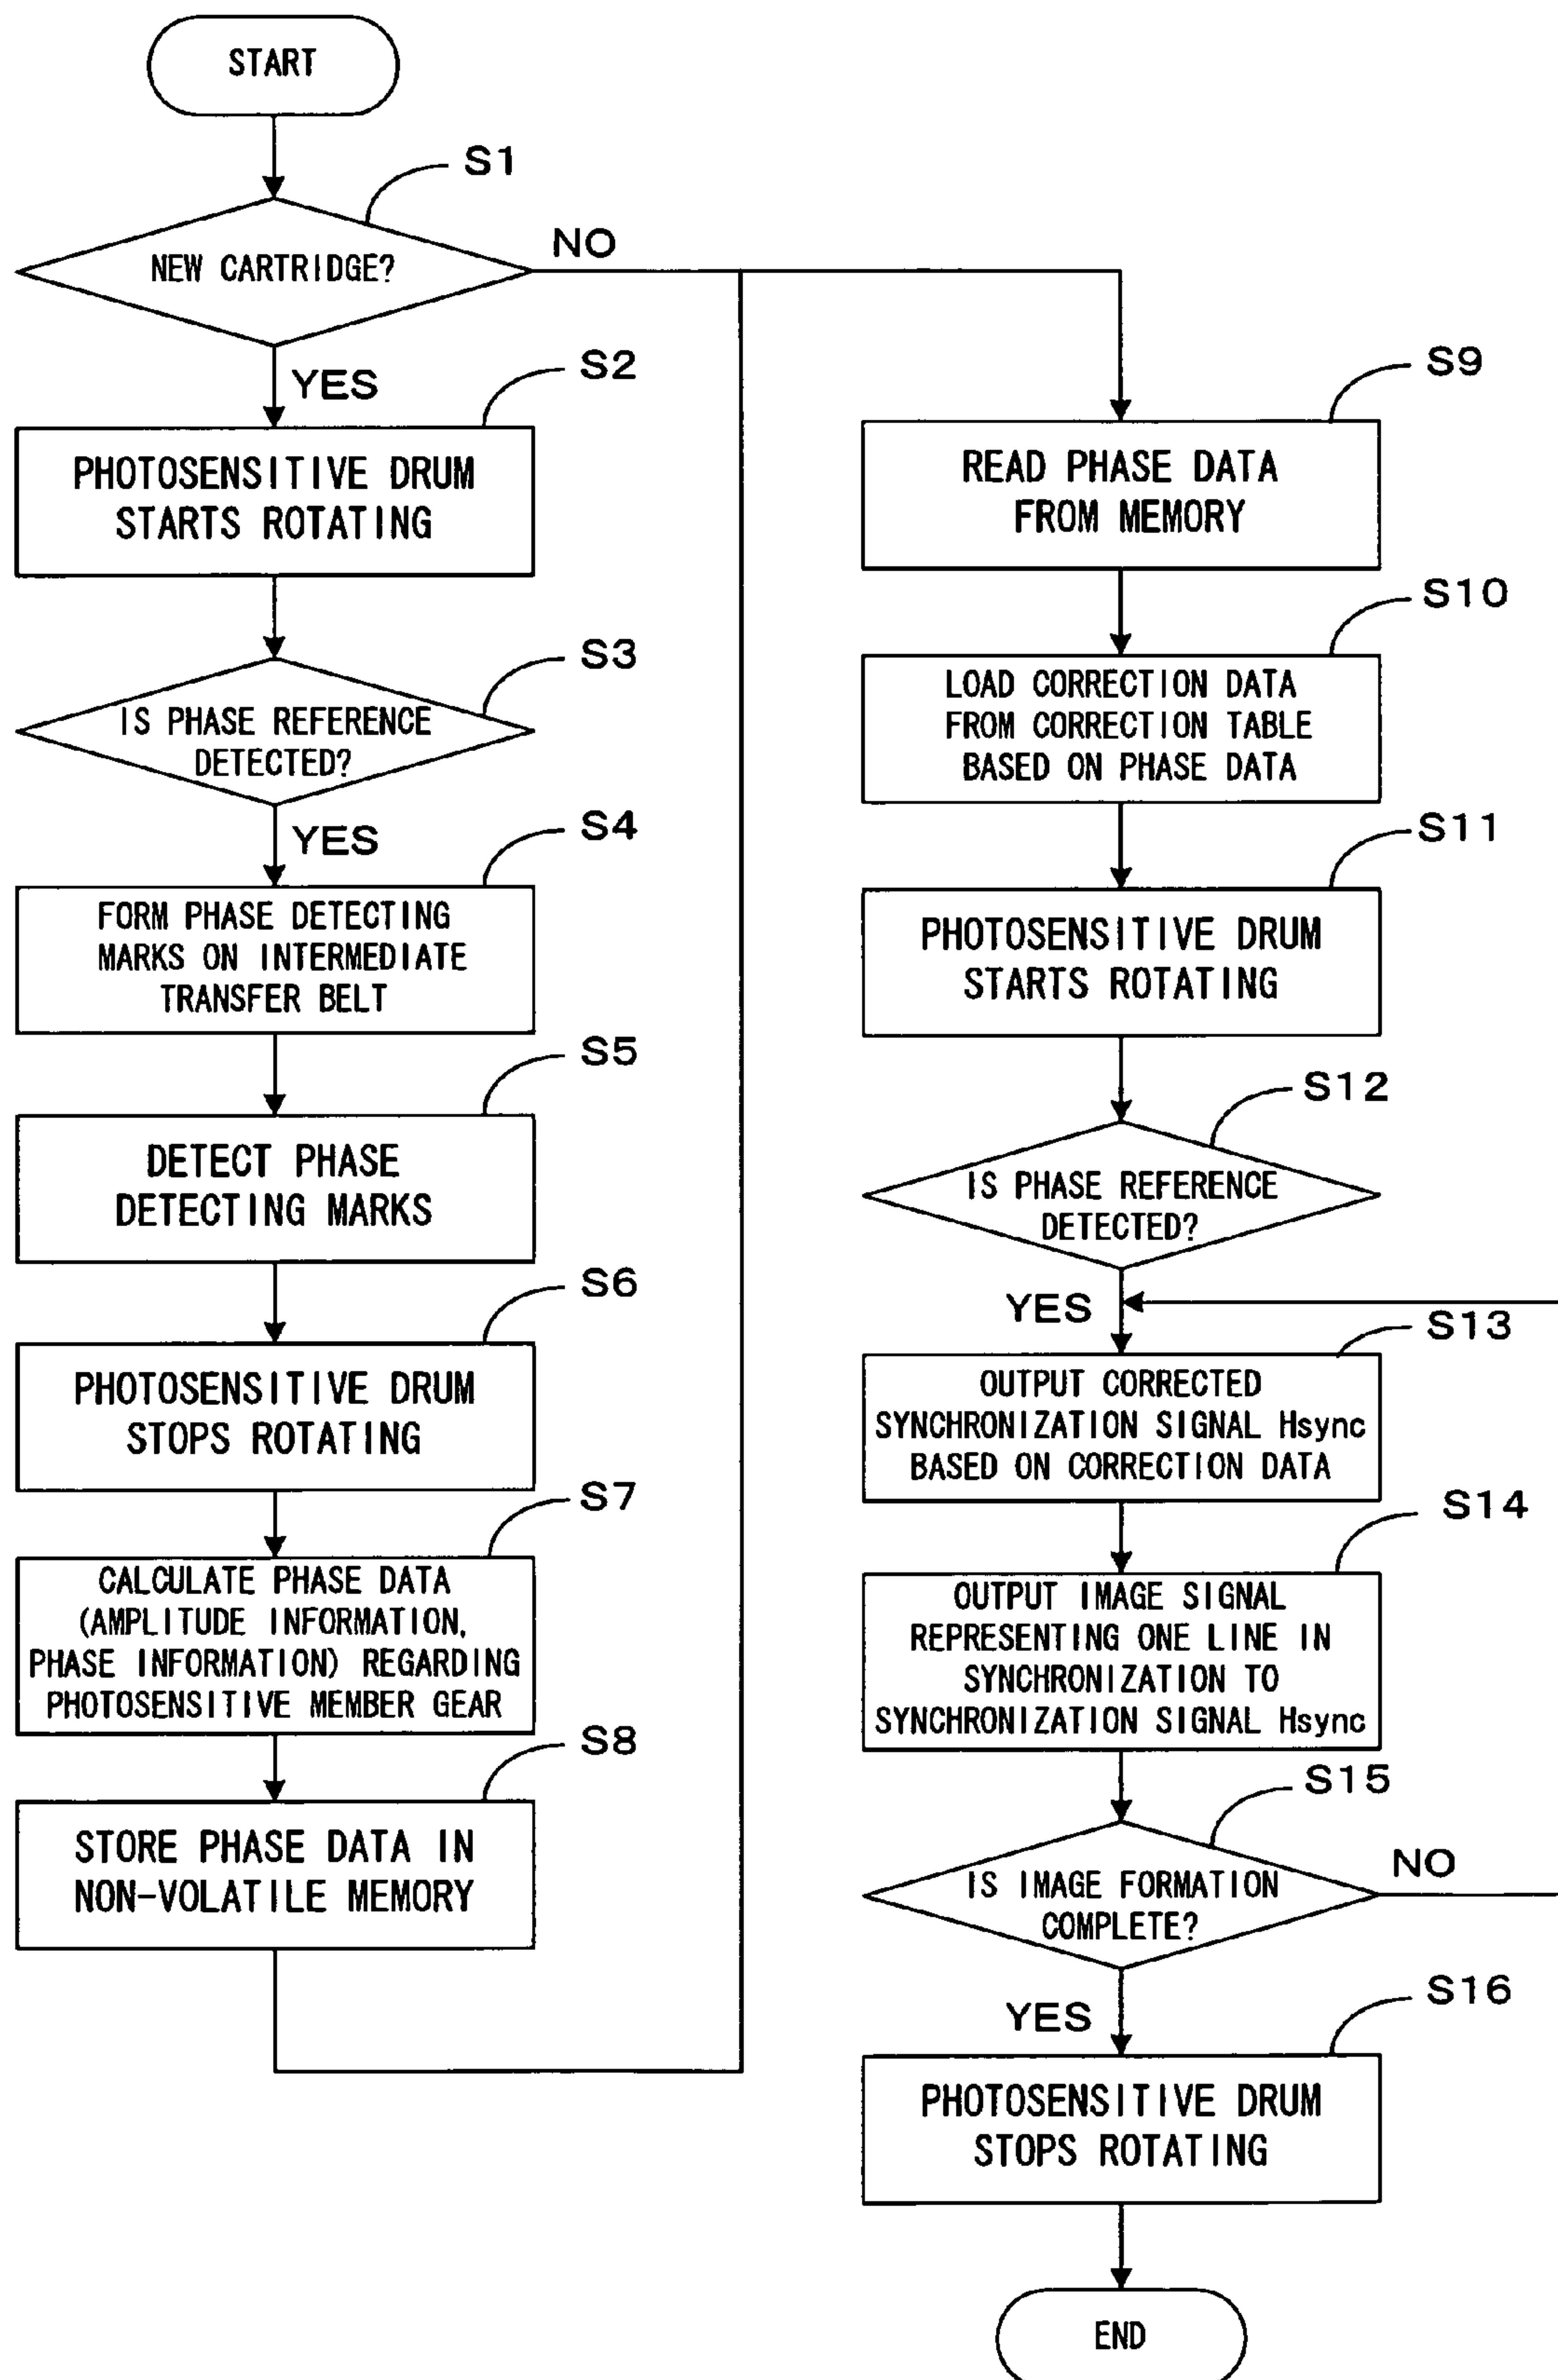 START
S1
NEW CARTRIDGE?
NO
YES
S2
PHOTOSENSITIVE DRUM
STARTS ROTATING
S3
IS PHASE REFERENCE
DETECTED?
YES
S4
FORM PHASE DETECTING
MARKS ON INTERMEDIATE
TRANSFER BELT
S5
DETECT PHASE
DETECTING MARKS
S6
PHOTOSENSITIVE DRUM
STOPS ROTATING
S7
CALCULATE PHASE DATA
(AMPLITUDE INFORMATION,
PHASE INFORMATION) REGARDING
PHOTOSENSITIVE MEMBER GEAR
S8
STORE PHASE DATA IN
NON-VOLATILE MEMORY
S9
READ PHASE DATA
FROM MEMORY
S10
LOAD CORRECTION DATA
FROM CORRECTION TABLE
BASED ON PHASE DATA
S11
PHOTOSENSITIVE DRUM
STARTS ROTATING
S12
IS PHASE REFERENCE
DETECTED?
YES
S13
OUTPUT CORRECTED
SYNCHRONIZATION SIGNAL Hsync
BASED ON CORRECTION DATA
S14
OUTPUT IMAGE SIGNAL
REPRESENTING ONE LINE IN
SYNCHRONIZATION TO
SYNCHRONIZATION SIGNAL Hsync
S15
IS IMAGE FORMATION
COMPLETE?
NO
YES
S16
PHOTOSENSITIVE DRUM
STOPS ROTATING
END